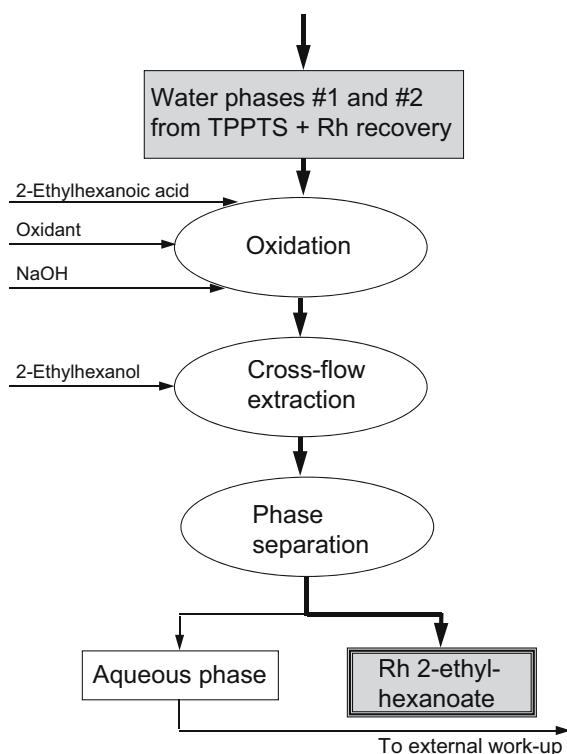 Water phases #1 and #2
from TPPTS + Rh recovery
2-Ethylhexanoic acid
Oxidant
NaOH
Oxidation
2-Ethylhexanol
Cross-flow
extraction
Phase
separation
Aqueous phase
Rh 2-ethyl-
hexanoate
To external work-up